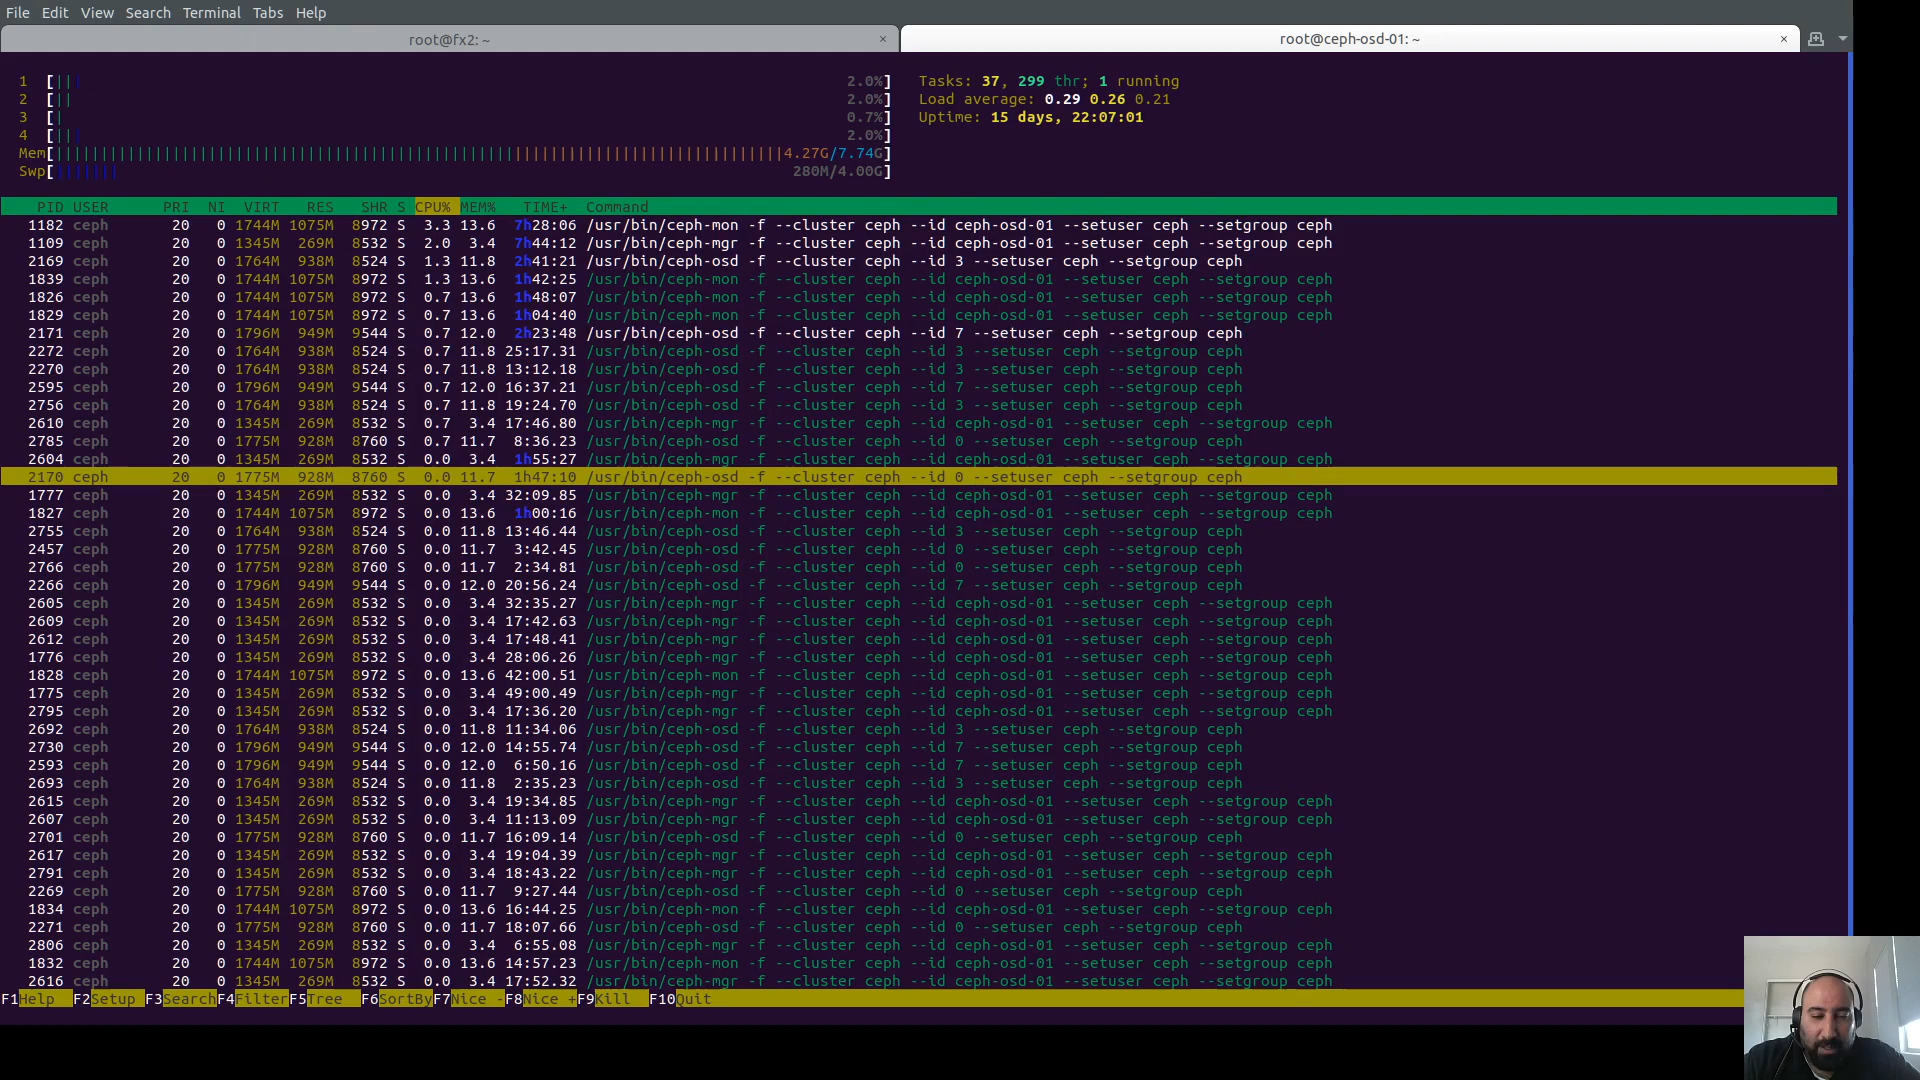 File Edit View Search Terminal Tabs Help
root@fx2: ~ × root@ceph-osd-01: ~ ×
1 [||| 2.0%] Tasks: 37, 299 thr; 1 running
2 [|| 2.0%] Load average: 0.29 0.26 0.21
3 [| 0.7%] Uptime: 15 days, 22:07:01
4 [||| 2.0%]
Mem[4.27G/7.74G]
Swp[280M/4.00G]
PID USER PRI NI VIRT RES SHR S CPU% MEM% TIME+ Command
1182 ceph 20 0 1744M 1075M 8972 S 3.3 13.6 7h28:06 /usr/bin/ceph-mon -f --cluster ceph --id ceph-osd-01 --setuser ceph --setgroup ceph
1109 ceph 20 0 1345M 269M 8532 S 2.0 3.4 7h44:12 /usr/bin/ceph-mgr -f --cluster ceph --id ceph-osd-01 --setuser ceph --setgroup ceph
2169 ceph 20 0 1764M 938M 8524 S 1.3 11.8 2h41:21 /usr/bin/ceph-osd -f --cluster ceph --id 3 --setuser ceph --setgroup ceph
1839 ceph 20 0 1744M 1075M 8972 S 1.3 13.6 1h42:25 /usr/bin/ceph-mon -f --cluster ceph --id ceph-osd-01 --setuser ceph --setgroup ceph
1826 ceph 20 0 1744M 1075M 8972 S 0.7 13.6 1h48:07 /usr/bin/ceph-mon -f --cluster ceph --id ceph-osd-01 --setuser ceph --setgroup ceph
1829 ceph 20 0 1744M 1075M 8972 S 0.7 13.6 1h04:40 /usr/bin/ceph-mon -f --cluster ceph --id ceph-osd-01 --setuser ceph --setgroup ceph
2171 ceph 20 0 1796M 949M 9544 S 0.7 12.0 2h23:48 /usr/bin/ceph-osd -f --cluster ceph --id 7 --setuser ceph --setgroup ceph
2272 ceph 20 0 1764M 938M 8524 S 0.7 11.8 25:17.31 /usr/bin/ceph-osd -f --cluster ceph --id 3 --setuser ceph --setgroup ceph
2270 ceph 20 0 1764M 938M 8524 S 0.7 11.8 13:12.18 /usr/bin/ceph-osd -f --cluster ceph --id 3 --setuser ceph --setgroup ceph
2595 ceph 20 0 1796M 949M 9544 S 0.7 12.0 16:37.21 /usr/bin/ceph-osd -f --cluster ceph --id 7 --setuser ceph --setgroup ceph
2756 ceph 20 0 1764M 938M 8524 S 0.7 11.8 19:24.70 /usr/bin/ceph-osd -f --cluster ceph --id 3 --setuser ceph --setgroup ceph
2610 ceph 20 0 1345M 269M 8532 S 0.7 3.4 17:46.80 /usr/bin/ceph-mgr -f --cluster ceph --id ceph-osd-01 --setuser ceph --setgroup ceph
2785 ceph 20 0 1775M 928M 8760 S 0.7 11.7 8:36.23 /usr/bin/ceph-osd -f --cluster ceph --id 0 --setuser ceph --setgroup ceph
2604 ceph 20 0 1345M 269M 8532 S 0.0 3.4 1h55:27 /usr/bin/ceph-mgr -f --cluster ceph --id ceph-osd-01 --setuser ceph --setgroup ceph
2170 ceph 20 0 1775M 928M 8760 S 0.0 11.7 1h47:10 /usr/bin/ceph-osd -f --cluster ceph --id 0 --setuser ceph --setgroup ceph
1777 ceph 20 0 1345M 269M 8532 S 0.0 3.4 32:09.85 /usr/bin/ceph-mgr -f --cluster ceph --id ceph-osd-01 --setuser ceph --setgroup ceph
1827 ceph 20 0 1744M 1075M 8972 S 0.0 13.6 1h00:16 /usr/bin/ceph-mon -f --cluster ceph --id ceph-osd-01 --setuser ceph --setgroup ceph
2755 ceph 20 0 1764M 938M 8524 S 0.0 11.8 13:46.44 /usr/bin/ceph-osd -f --cluster ceph --id 3 --setuser ceph --setgroup ceph
2457 ceph 20 0 1775M 928M 8760 S 0.0 11.7 3:42.45 /usr/bin/ceph-osd -f --cluster ceph --id 0 --setuser ceph --setgroup ceph
2766 ceph 20 0 1775M 928M 8760 S 0.0 11.7 2:34.81 /usr/bin/ceph-osd -f --cluster ceph --id 0 --setuser ceph --setgroup ceph
2266 ceph 20 0 1796M 949M 9544 S 0.0 12.0 20:56.24 /usr/bin/ceph-osd -f --cluster ceph --id 7 --setuser ceph --setgroup ceph
2605 ceph 20 0 1345M 269M 8532 S 0.0 3.4 32:35.27 /usr/bin/ceph-mgr -f --cluster ceph --id ceph-osd-01 --setuser ceph --setgroup ceph
2609 ceph 20 0 1345M 269M 8532 S 0.0 3.4 17:42.63 /usr/bin/ceph-mgr -f --cluster ceph --id ceph-osd-01 --setuser ceph --setgroup ceph
2612 ceph 20 0 1345M 269M 8532 S 0.0 3.4 17:48.41 /usr/bin/ceph-mgr -f --cluster ceph --id ceph-osd-01 --setuser ceph --setgroup ceph
1776 ceph 20 0 1345M 269M 8532 S 0.0 3.4 28:06.26 /usr/bin/ceph-mgr -f --cluster ceph --id ceph-osd-01 --setuser ceph --setgroup ceph
1828 ceph 20 0 1744M 1075M 8972 S 0.0 13.6 42:00.51 /usr/bin/ceph-mon -f --cluster ceph --id ceph-osd-01 --setuser ceph --setgroup ceph
1775 ceph 20 0 1345M 269M 8532 S 0.0 3.4 49:00.49 /usr/bin/ceph-mgr -f --cluster ceph --id ceph-osd-01 --setuser ceph --setgroup ceph
2795 ceph 20 0 1345M 269M 8532 S 0.0 3.4 17:36.20 /usr/bin/ceph-mgr -f --cluster ceph --id ceph-osd-01 --setuser ceph --setgroup ceph
2692 ceph 20 0 1764M 938M 8524 S 0.0 11.8 11:34.06 /usr/bin/ceph-osd -f --cluster ceph --id 3 --setuser ceph --setgroup ceph
2730 ceph 20 0 1796M 949M 9544 S 0.0 12.0 14:55.74 /usr/bin/ceph-osd -f --cluster ceph --id 7 --setuser ceph --setgroup ceph
2593 ceph 20 0 1796M 949M 9544 S 0.0 12.0 6:50.16 /usr/bin/ceph-osd -f --cluster ceph --id 7 --setuser ceph --setgroup ceph
2693 ceph 20 0 1764M 938M 8524 S 0.0 11.8 2:35.23 /usr/bin/ceph-osd -f --cluster ceph --id 3 --setuser ceph --setgroup ceph
2615 ceph 20 0 1345M 269M 8532 S 0.0 3.4 19:34.85 /usr/bin/ceph-mgr -f --cluster ceph --id ceph-osd-01 --setuser ceph --setgroup ceph
2607 ceph 20 0 1345M 269M 8532 S 0.0 3.4 11:13.09 /usr/bin/ceph-mgr -f --cluster ceph --id ceph-osd-01 --setuser ceph --setgroup ceph
2701 ceph 20 0 1775M 928M 8760 S 0.0 11.7 16:09.14 /usr/bin/ceph-osd -f --cluster ceph --id 0 --setuser ceph --setgroup ceph
2617 ceph 20 0 1345M 269M 8532 S 0.0 3.4 19:04.39 /usr/bin/ceph-mgr -f --cluster ceph --id ceph-osd-01 --setuser ceph --setgroup ceph
2791 ceph 20 0 1345M 269M 8532 S 0.0 3.4 18:43.22 /usr/bin/ceph-mgr -f --cluster ceph --id ceph-osd-01 --setuser ceph --setgroup ceph
2269 ceph 20 0 1775M 928M 8760 S 0.0 11.7 9:27.44 /usr/bin/ceph-osd -f --cluster ceph --id 0 --setuser ceph --setgroup ceph
1834 ceph 20 0 1744M 1075M 8972 S 0.0 13.6 16:44.25 /usr/bin/ceph-mon -f --cluster ceph --id ceph-osd-01 --setuser ceph --setgroup ceph
2271 ceph 20 0 1775M 928M 8760 S 0.0 11.7 18:07.66 /usr/bin/ceph-osd -f --cluster ceph --id 0 --setuser ceph --setgroup ceph
2806 ceph 20 0 1345M 269M 8532 S 0.0 3.4 6:55.08 /usr/bin/ceph-mgr -f --cluster ceph --id ceph-osd-01 --setuser ceph --setgroup ceph
1832 ceph 20 0 1744M 1075M 8972 S 0.0 13.6 14:57.23 /usr/bin/ceph-mon -f --cluster ceph --id ceph-osd-01 --setuser ceph --setgroup ceph
2616 ceph 20 0 1345M 269M 8532 S 0.0 3.4 17:52.32 /usr/bin/ceph-mgr -f --cluster ceph --id ceph-osd-01 --setuser ceph --setgroup ceph
F1Help F2Setup F3SearchF4FilterF5Tree F6SortByF7Nice -F8Nice +F9Kill F10Quit